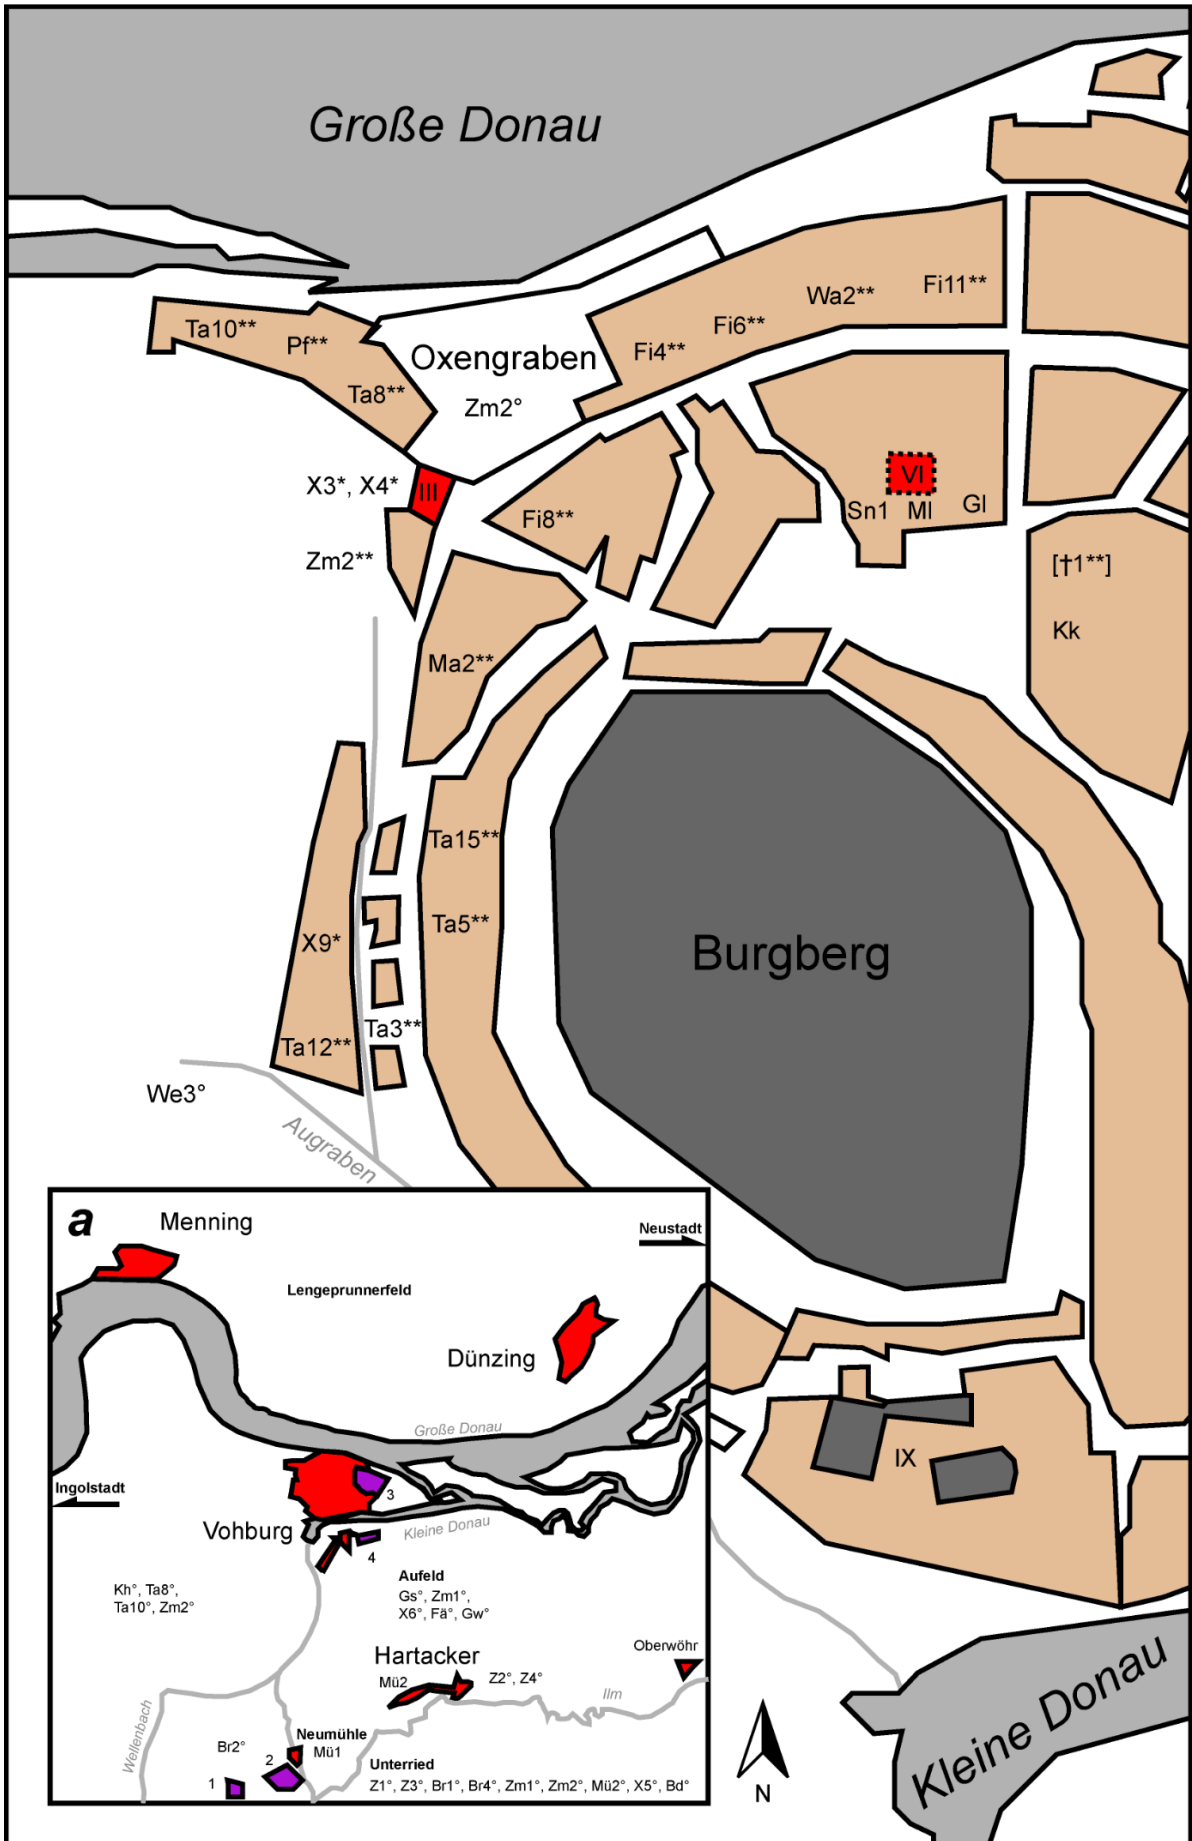 Große Donau
Ta10**
Pf**
Ta8**
Oxengraben
Zm2°
Fi4**
Fi6**
Wa2**
Fi11**
X3*, X4*
III
Zm2**
Fi8**
VI
Sn1
Ml
Gl
[†1**]
Kk
Ma2**
Ta15**
Ta5**
X9*
Ta3**
Ta12**
We3°
Augraben
Burgberg
a
Menning
Neustadt
Lengeprunnerfeld
Dünzing
Große Donau
Ingolstadt
3
Vohburg
Kleine Donau
4
Kh°, Ta8°,
Ta10°, Zm2°
Aufeld
Gs°, Zm1°,
X6°, Fä°, Gw°
Hartacker
Mü2
Z2°, Z4°
Oberwöhr
Ilm
Wellenbach
Br2°
Neumühle
Mü1
1
2
Unterried
Z1°, Z3°, Br1°, Br4°, Zm1°, Zm2°, Mü2°, X5°, Bd°
IX
N
Kleine Donau